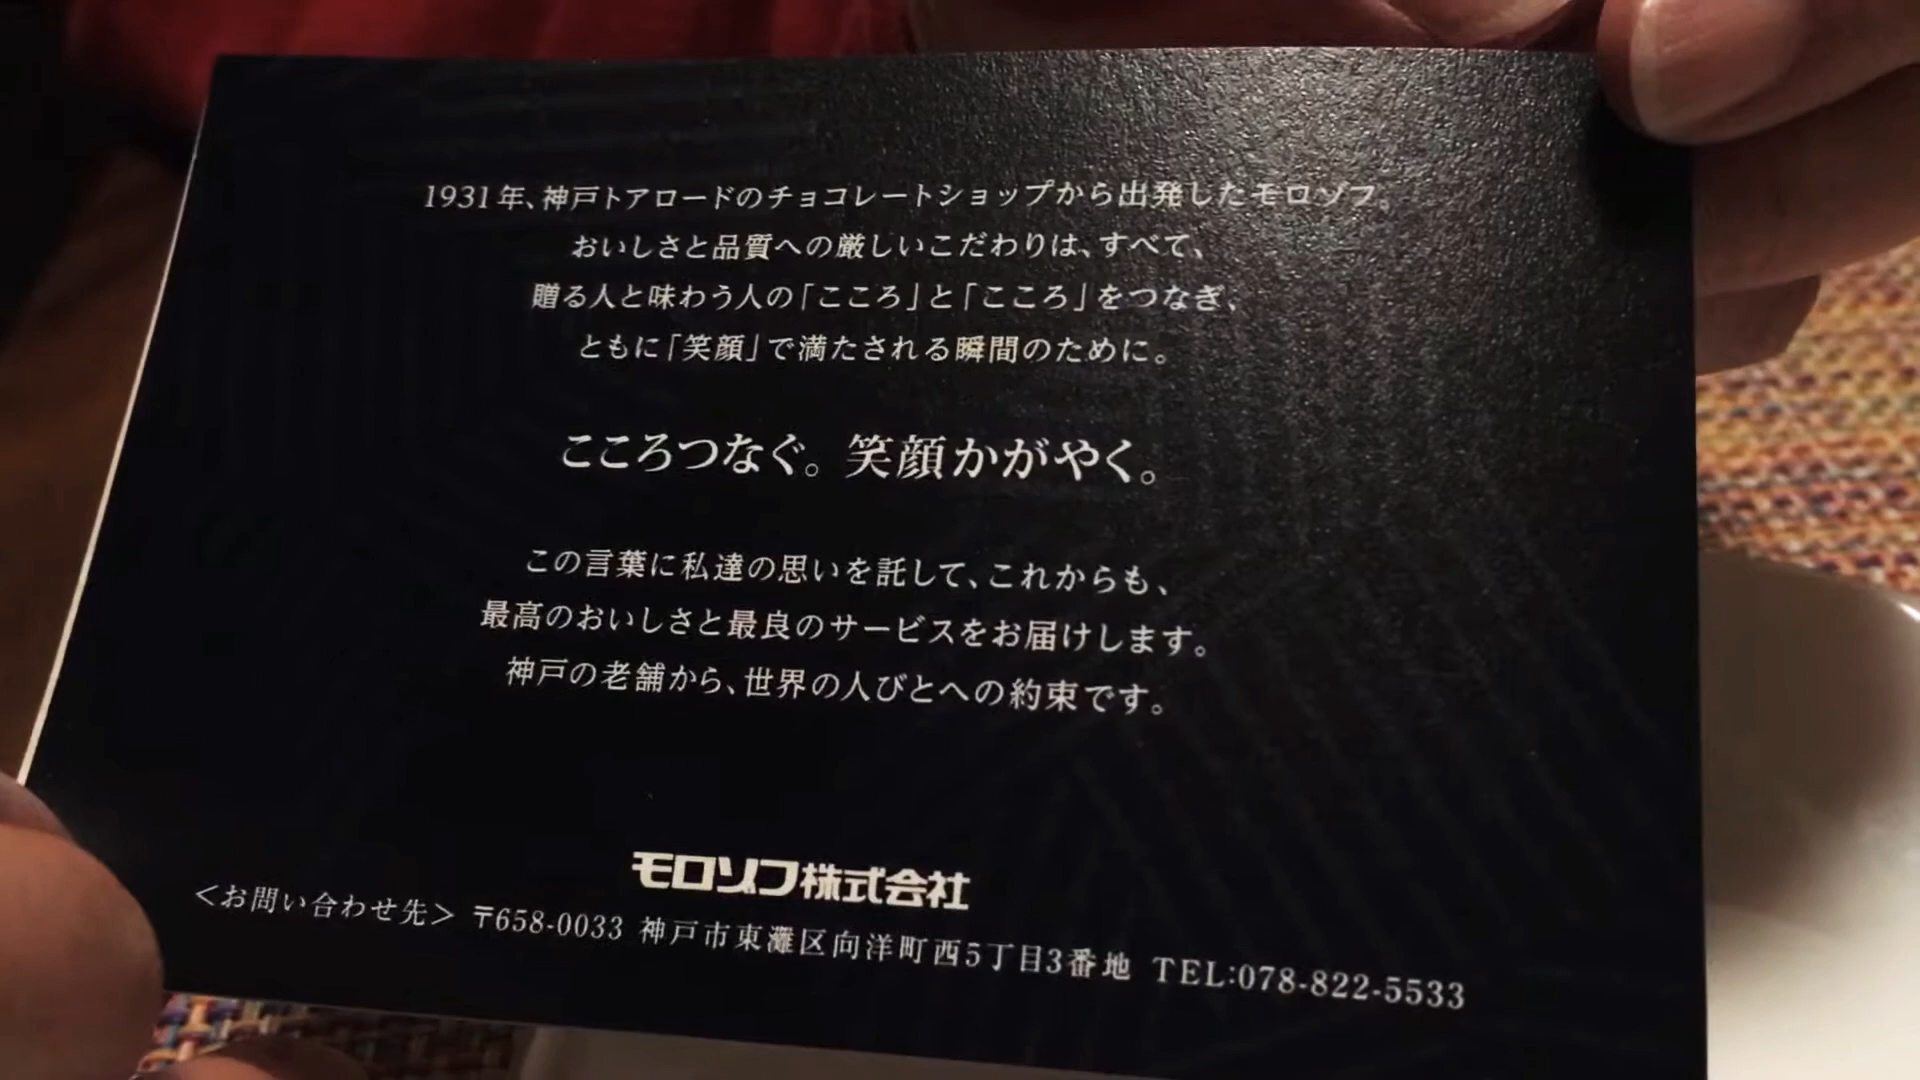 1931年、神戸トアロードのチョコレートショップから出発したモロゾフ。
おいしさと品質への厳しいこだわりは、すべて、
贈る人と味わう人の「こころ」と「こころ」をつなぎ、
ともに「笑顔」で満たされる瞬間のために。
こころつなぐ。笑顔かがやく。
この言葉に私達の思いを託して、これからも、
最高のおいしさと最良のサービスをお届けします。
神戸の老舗から、世界の人びとへの約束です。
モロゾフ株式会社
<お問い合わせ先> 〒658-0033 神戸市東灘区向洋町西5丁目3番地 TEL:078-822-5533